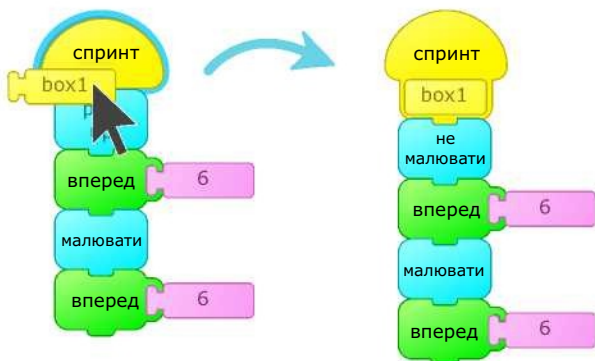 спринт
box1
вперед
6
малювати
вперед
6
спринт
box1
не
малювати
вперед
6
малювати
вперед
6